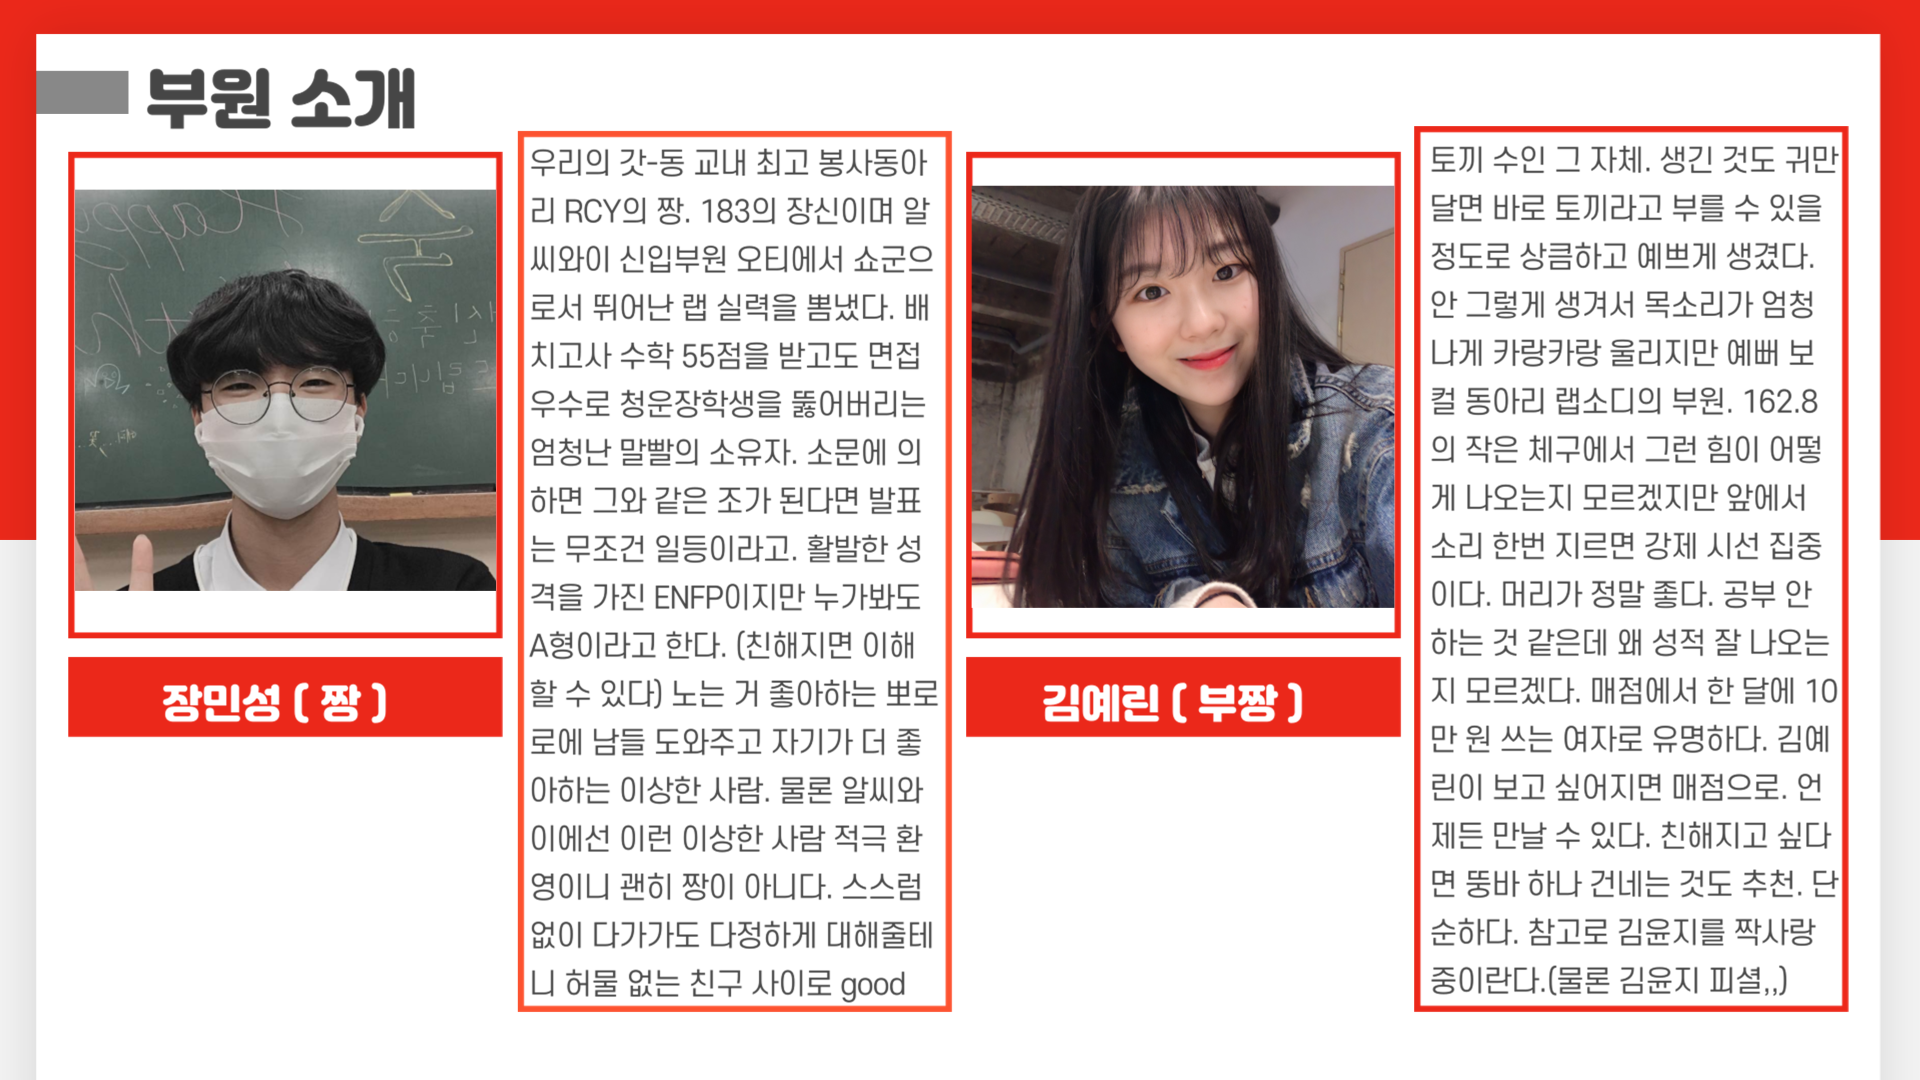 부원 소개
우리의 갓-동 교내 최고 봉사동아
리 RCY의 짱. 183의 장신이며 알
씨와이 신입부원 오티에서 쇼군으
로서 뛰어난 랩 실력을 뽐냈다. 배
치고사 수학 55점을 받고도 면접
우수로 청운장학생을 뚫어버리는
엄청난 말빨의 소유자. 소문에 의
하면 그와 같은 조가 된다면 발표
는 무조건 일등이라고. 활발한 성
격을 가진 ENFP이지만 누가봐도
A형이라고 한다. (친해지면 이해
할 수 있다) 노는 거 좋아하는 뽀로
로에 남들 도와주고 자기가 더 좋
아하는 이상한 사람. 물론 알씨와
이에선 이런 이상한 사람 적극 환
영이니 괜히 짱이 아니다. 스스럼
없이 다가가도 다정하게 대해줄테
니 허물 없는 친구 사이로 good
장민성 ( 짱 )
토끼 수인 그 자체. 생긴 것도 귀만
달면 바로 토끼라고 부를 수 있을
정도로 상큼하고 예쁘게 생겼다.
안 그렇게 생겨서 목소리가 엄청
나게 카랑카랑 울리지만 예뻐 보
컬 동아리 랩소디의 부원. 162.8
의 작은 체구에서 그런 힘이 어떻
게 나오는지 모르겠지만 앞에서
소리 한번 지르면 강제 시선 집중
이다. 머리가 정말 좋다. 공부 안
하는 것 같은데 왜 성적 잘 나오는
지 모르겠다. 매점에서 한 달에 10
만 원 쓰는 여자로 유명하다. 김예
린이 보고 싶어지면 매점으로. 언
제든 만날 수 있다. 친해지고 싶다
면 뚱바 하나 건네는 것도 추천. 단
순하다. 참고로 김윤지를 짝사랑
중이란다.(물론 김윤지 피셜,,)
김예린 ( 부짱 )